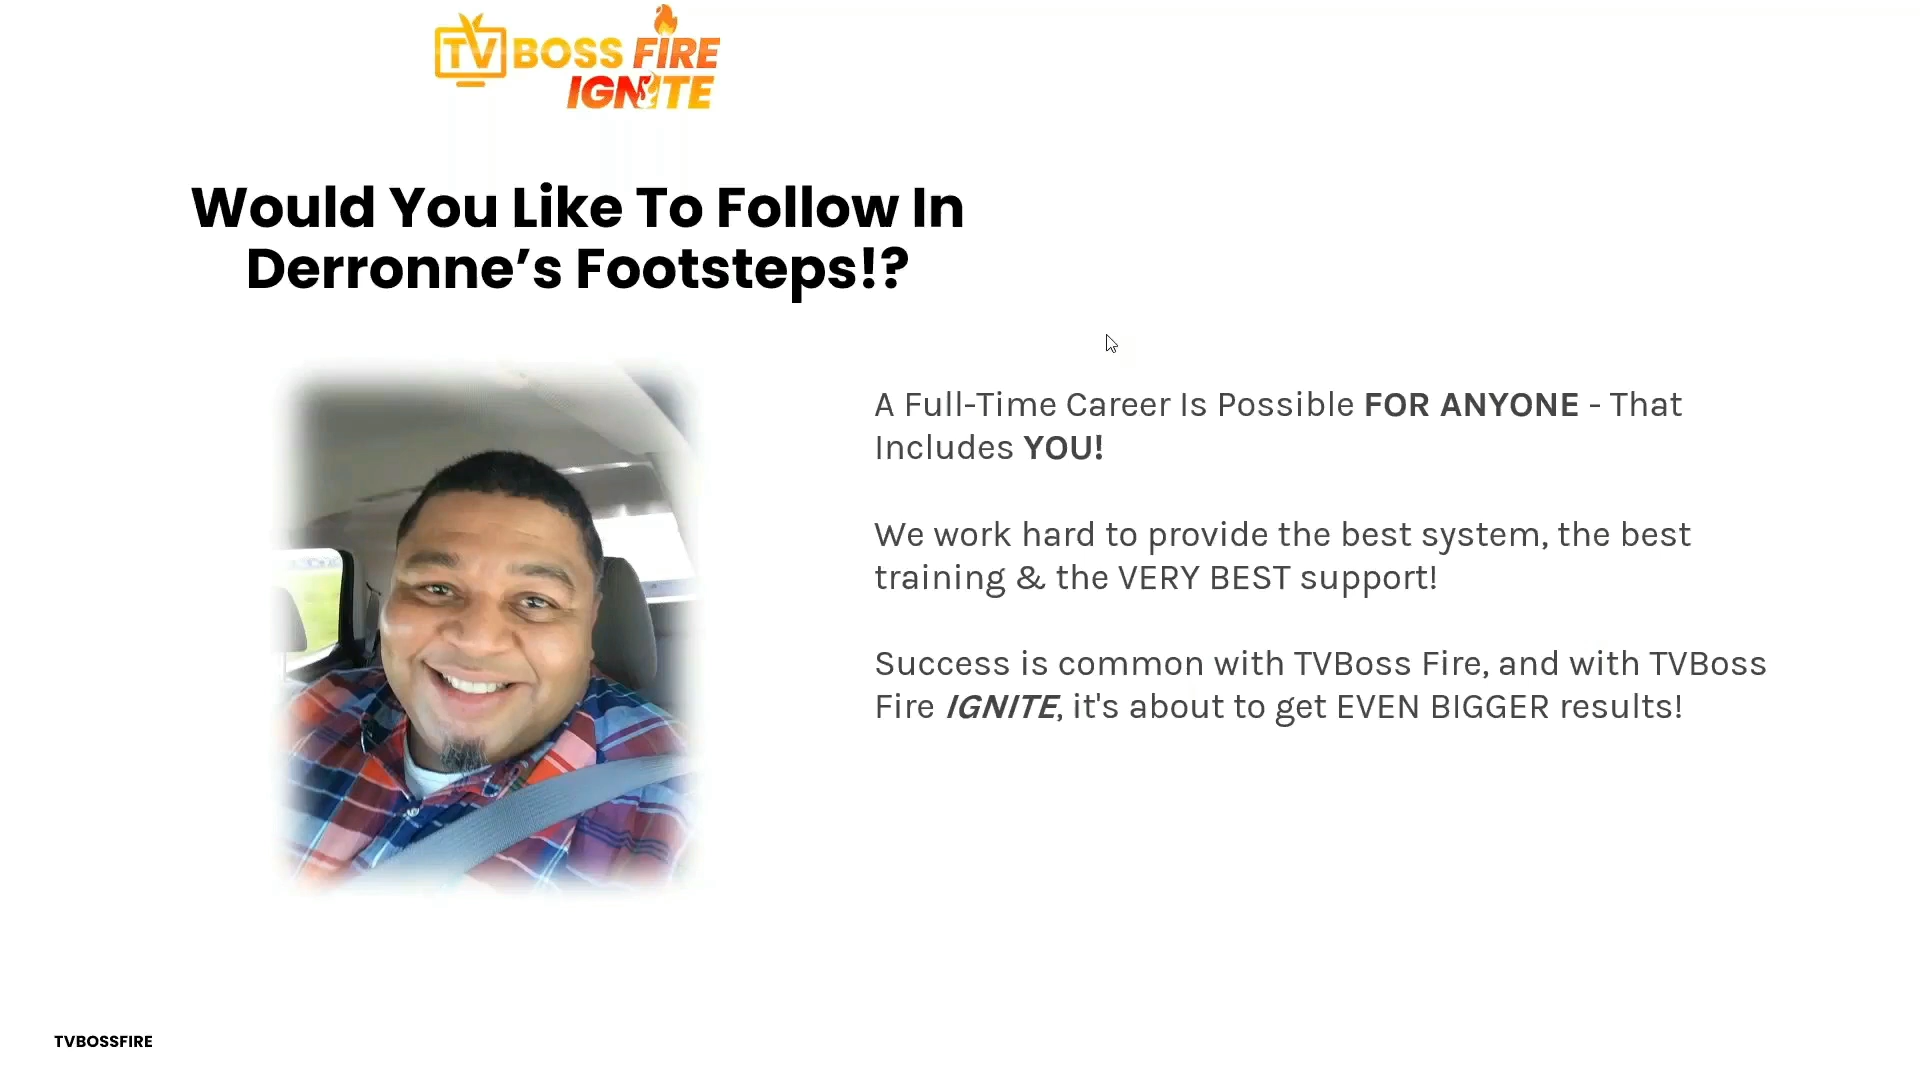 TV BOSS FIRE
IGNITE
Would You Like To Follow In
Derronne’s Footsteps!?
A Full-Time Career Is Possible FOR ANYONE - That
Includes YOU!
We work hard to provide the best system, the best
training & the VERY BEST support!
Success is common with TVBoss Fire, and with TVBoss
Fire IGNITE, it's about to get EVEN BIGGER results!
TVBOSSFIRE